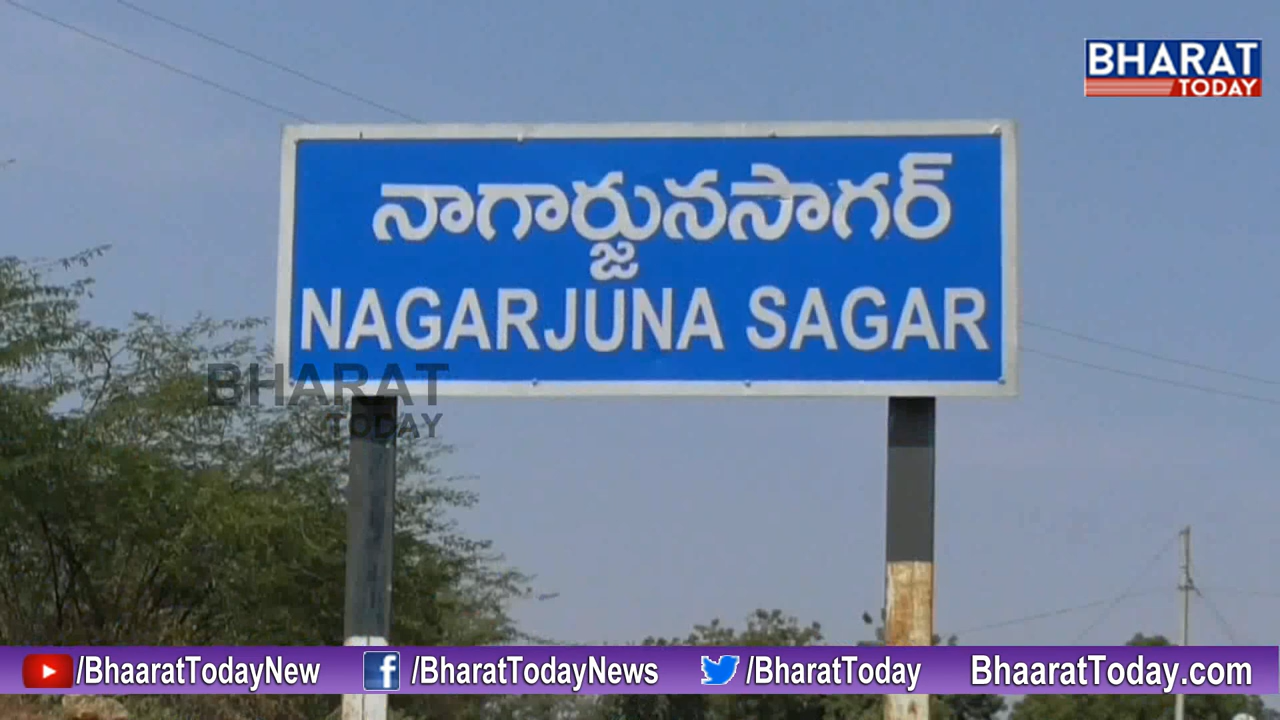 BHARAT
TODAY
నాగార్జునసాగర్
NAGARJUNA SAGAR
BHARAT
TODAY
/BhaaratTodayNew /BharatTodayNews /BharatToday BhaaratToday.com